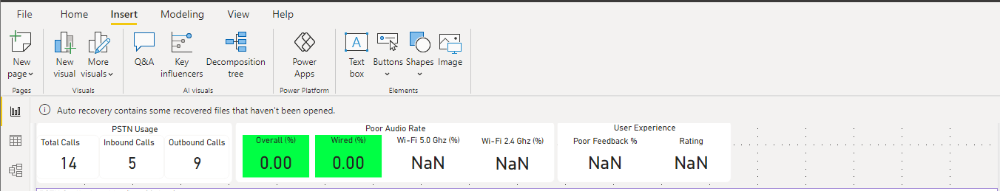 File Home Insert Modeling View Help
New page
New visual
More visuals
Q&A
Key influencers
Decomposition tree
Power Apps
Text box
Buttons
Shapes
Image
Pages
Visuals
AI visuals
Power Platform
Elements
Auto recovery contains some recovered files that haven't been opened.
PSTN Usage
Total Calls
14
Inbound Calls
5
Outbound Calls
9
Poor Audio Rate
Overall (%)
0.00
Wired (%)
0.00
Wi-Fi 5.0 Ghz (%)
NaN
Wi-Fi 2.4 Ghz (%)
NaN
User Experience
Poor Feedback %
NaN
Rating
NaN